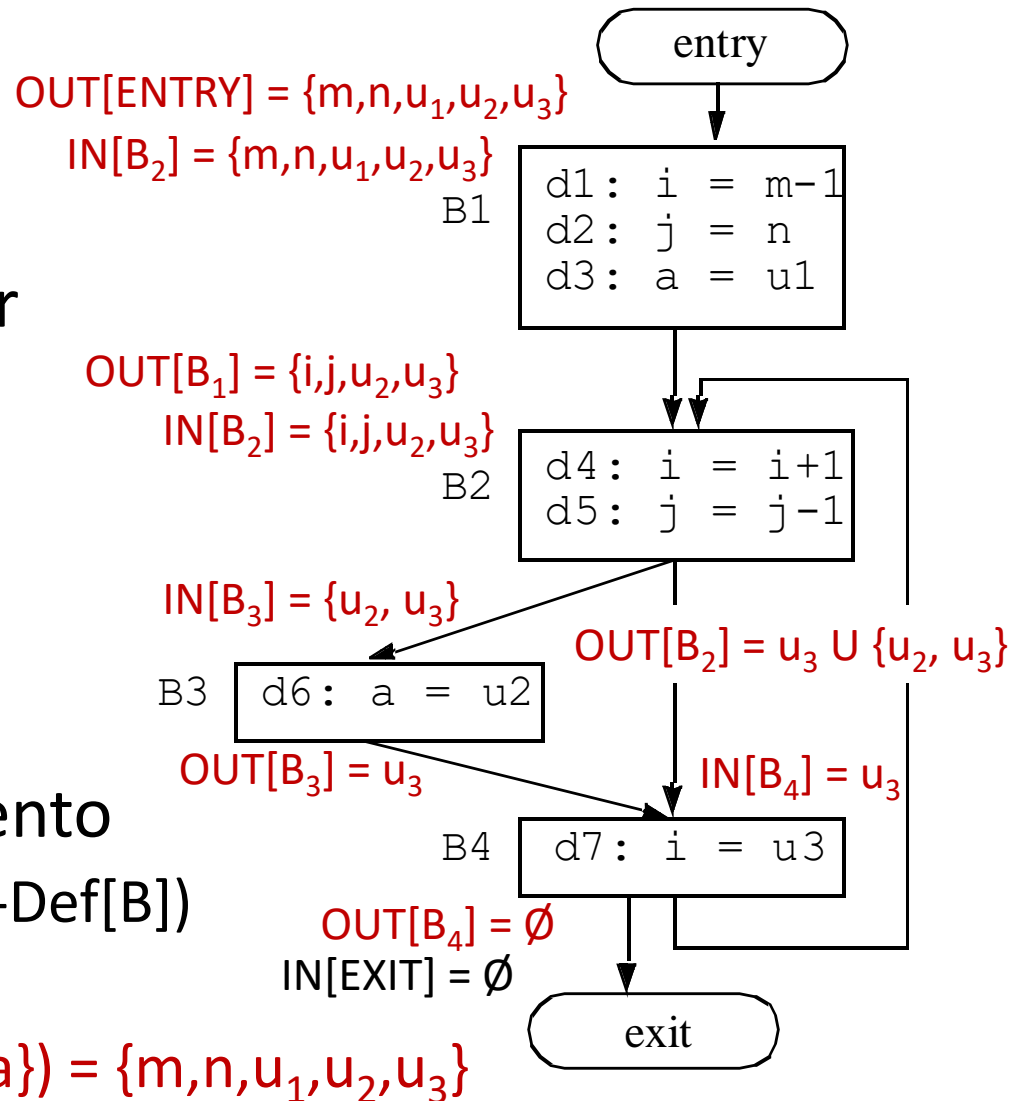 entry
OUT[ENTRY] = {m,n,u₁,u₂,u₃}
IN[B₂] = {m,n,u₁,u₂,u₃}
B1
d1: i = m-1
d2: j = n
d3: a = u1
r
OUT[B₁] = {i,j,u₂,u₃}
IN[B₂] = {i,j,u₂,u₃}
B2
d4: i = i+1
d5: j = j-1
IN[B₃] = {u₂, u₃}
OUT[B₂] = u₃ U {u₂, u₃}
B3
d6: a = u2
OUT[B₃] = u₃
IN[B₄] = u₃
ento
B4
d7: i = u3
-Def[B])
OUT[B₄] = Ø
IN[EXIT] = Ø
exit
a}) = {m,n,u₁,u₂,u₃}